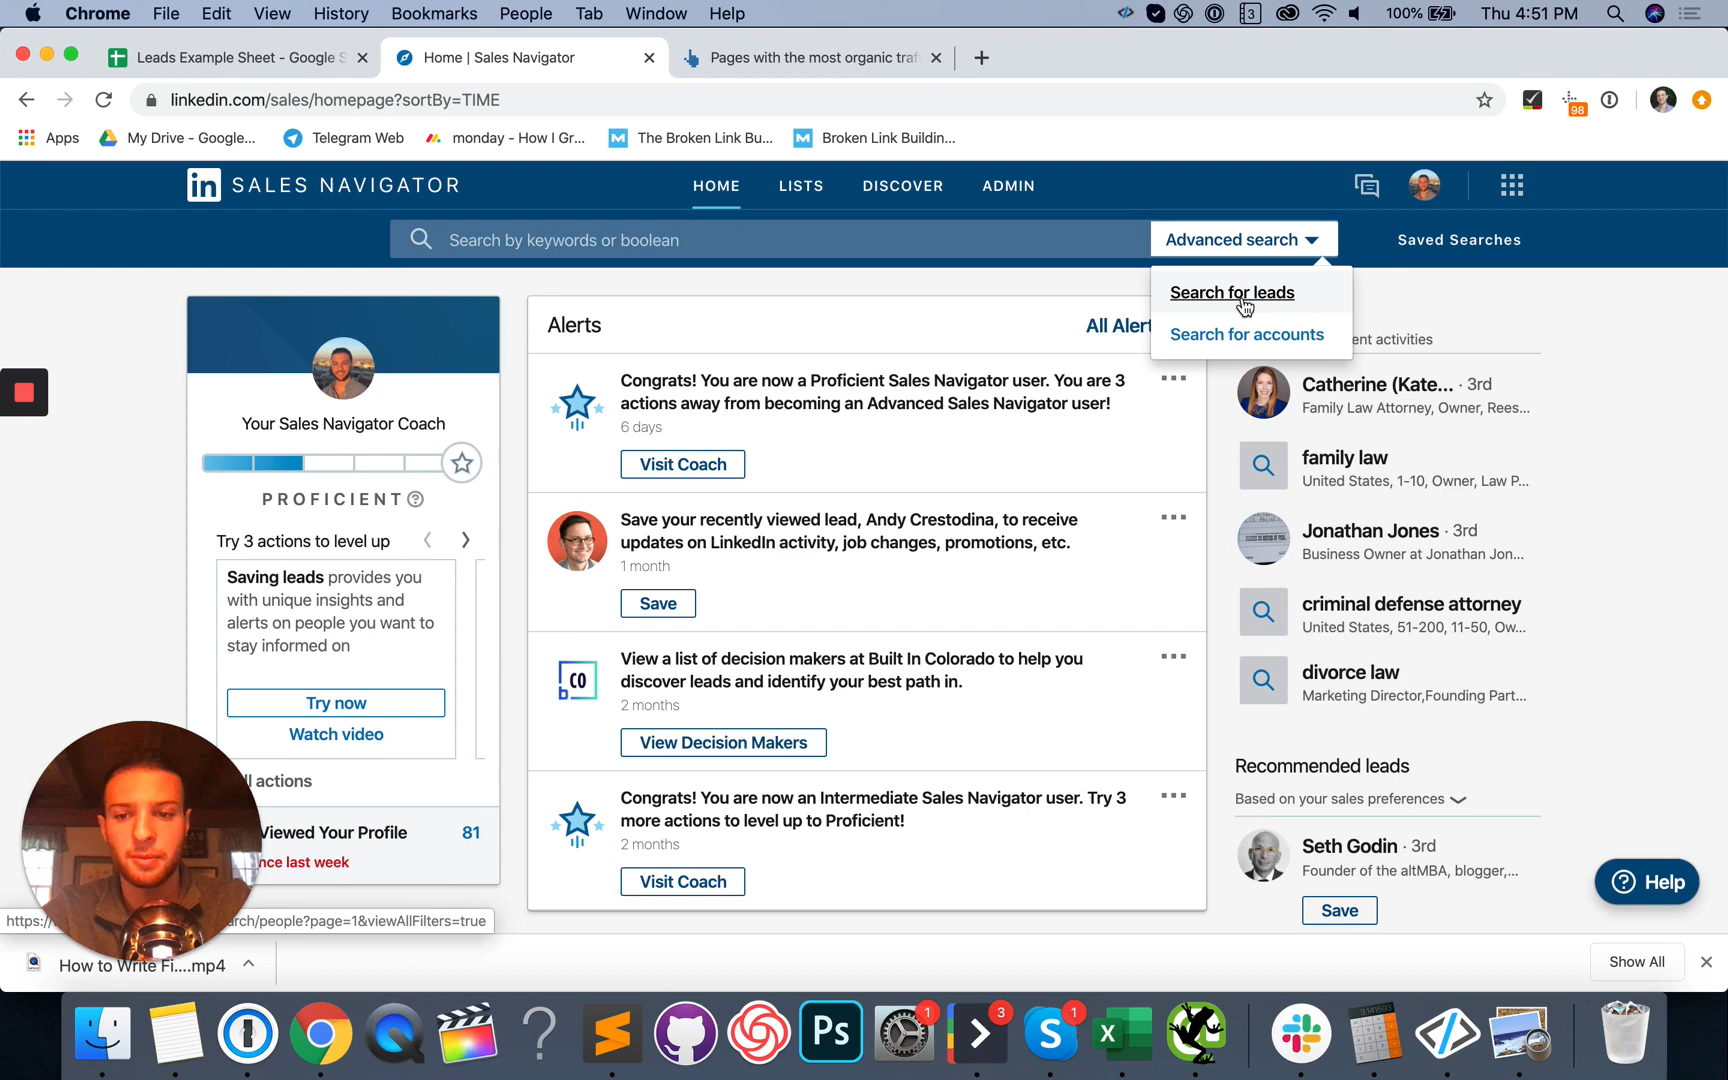 Chrome File Edit View History Bookmarks People Tab Window Help
3 100% Thu 4:51 PM
Leads Example Sheet - Google S
Home | Sales Navigator
Pages with the most organic traf
linkedin.com/sales/homepage?sortBy=TIME
98
Apps
My Drive - Google...
Telegram Web
monday - How I Gr...
The Broken Link Bu...
Broken Link Buildin...
in SALES NAVIGATOR
HOME LISTS DISCOVER ADMIN
Search by keywords or boolean
Advanced search
Saved Searches
Search for leads
Search for accounts
Your Sales Navigator Coach
PROFICIENT
Try 3 actions to level up
Saving leads provides you
with unique insights and
alerts on people you want to
stay informed on
Try now
Watch video
ll actions
Viewed Your Profile 81
nce last week
Alerts
All Alert
Congrats! You are now a Proficient Sales Navigator user. You are 3
actions away from becoming an Advanced Sales Navigator user!
6 days
Visit Coach
Save your recently viewed lead, Andy Crestodina, to receive
updates on LinkedIn activity, job changes, promotions, etc.
1 month
Save
CO
View a list of decision makers at Built In Colorado to help you
discover leads and identify your best path in.
2 months
View Decision Makers
Congrats! You are now an Intermediate Sales Navigator user. Try 3
more actions to level up to Proficient!
2 months
Visit Coach
ent activities
Catherine (Kate... · 3rd
Family Law Attorney, Owner, Rees...
family law
United States, 1-10, Owner, Law P...
Jonathan Jones · 3rd
Business Owner at Jonathan Jon...
criminal defense attorney
United States, 51-200, 11-50, Ow...
divorce law
Marketing Director,Founding Part...
Recommended leads
Based on your sales preferences
Seth Godin · 3rd
Founder of the altMBA, blogger,...
Save
Help
https:/
rch/people?page=1&viewAllFilters=true
How to Write Fi....mp4
Show All
Ps
1
3
S
1
X